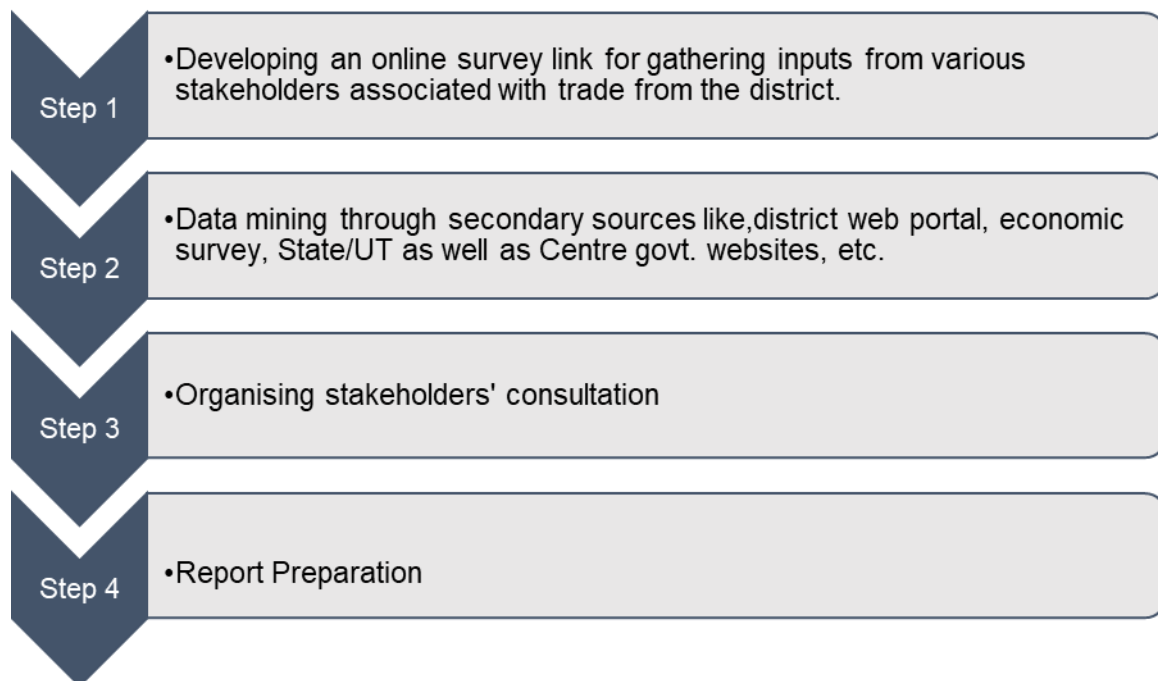 Step 1
•Developing an online survey link for gathering inputs from various
stakeholders associated with trade from the district.
Step 2
•Data mining through secondary sources like,district web portal, economic
survey, State/UT as well as Centre govt. websites, etc.
Step 3
•Organising stakeholders' consultation
Step 4
•Report Preparation